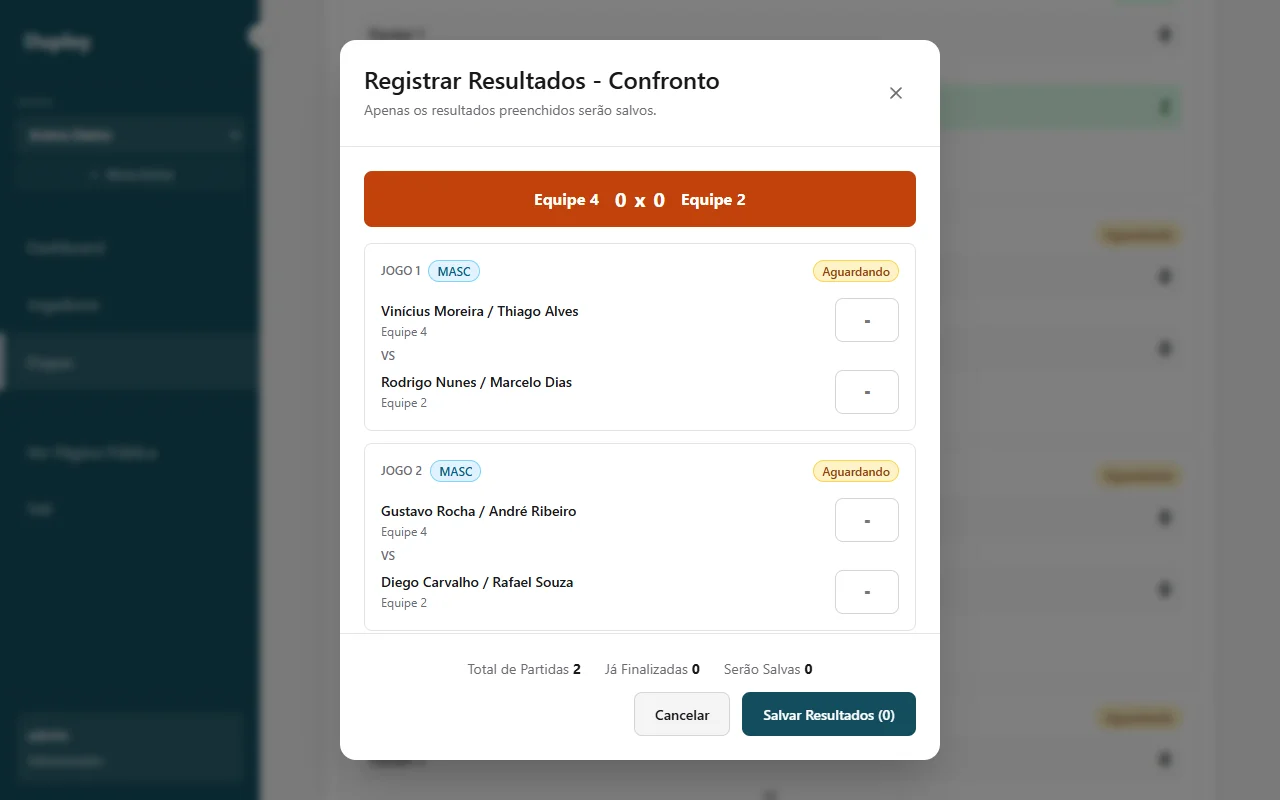 Registrar Resultados - Confronto
Apenas os resultados preenchidos serão salvos.
Equipe 4 0 x 0 Equipe 2
JOGO 1 MASC Aguardando
Vinícius Moreira / Thiago Alves
-
Equipe 4
VS
Rodrigo Nunes / Marcelo Dias
-
Equipe 2
JOGO 2 MASC Aguardando
Gustavo Rocha / André Ribeiro
-
Equipe 4
VS
Diego Carvalho / Rafael Souza
-
Equipe 2
Total de Partidas 2 Já Finalizadas 0 Serão Salvas 0
Cancelar Salvar Resultados (0)